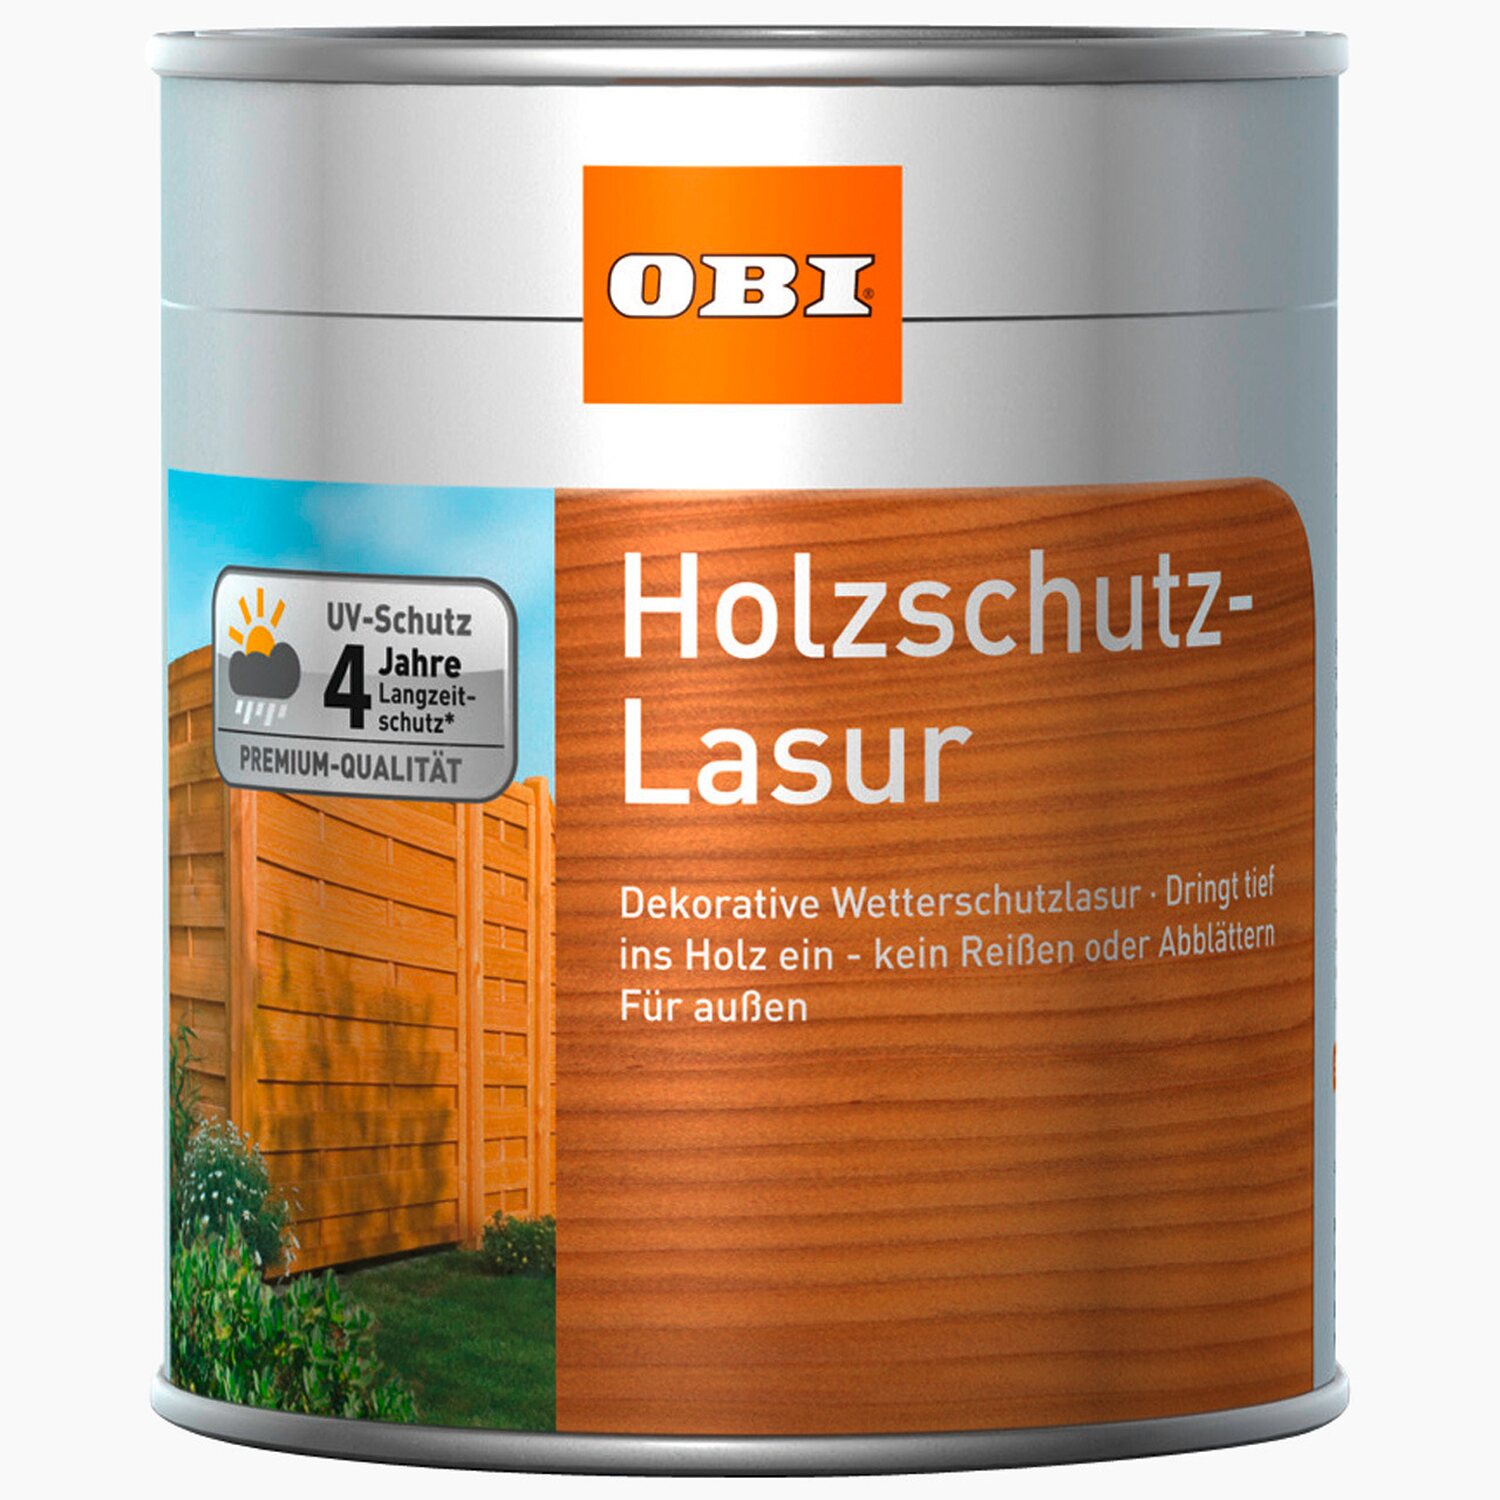 OBI®
UV-Schutz
4 Jahre
Langzeit-
schutz*
PREMIUM-QUALITÄT
Holzschutz-
Lasur
Dekorative Wetterschutzlasur · Dringt tief
ins Holz ein - kein Reißen oder Abblättern
Für außen